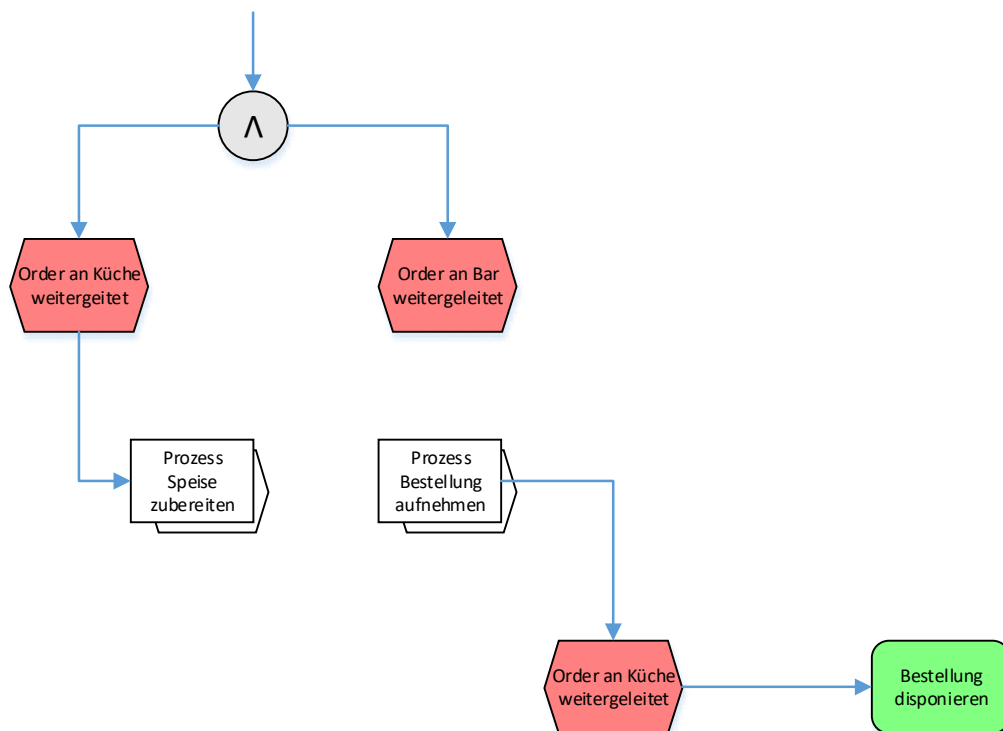 Λ
Order an Küche
weitergeitet
Order an Bar
weitergeleitet
Prozess
Speise
zubereiten
Prozess
Bestellung
aufnehmen
Order an Küche
weitergeleitet
Bestellung
disponieren